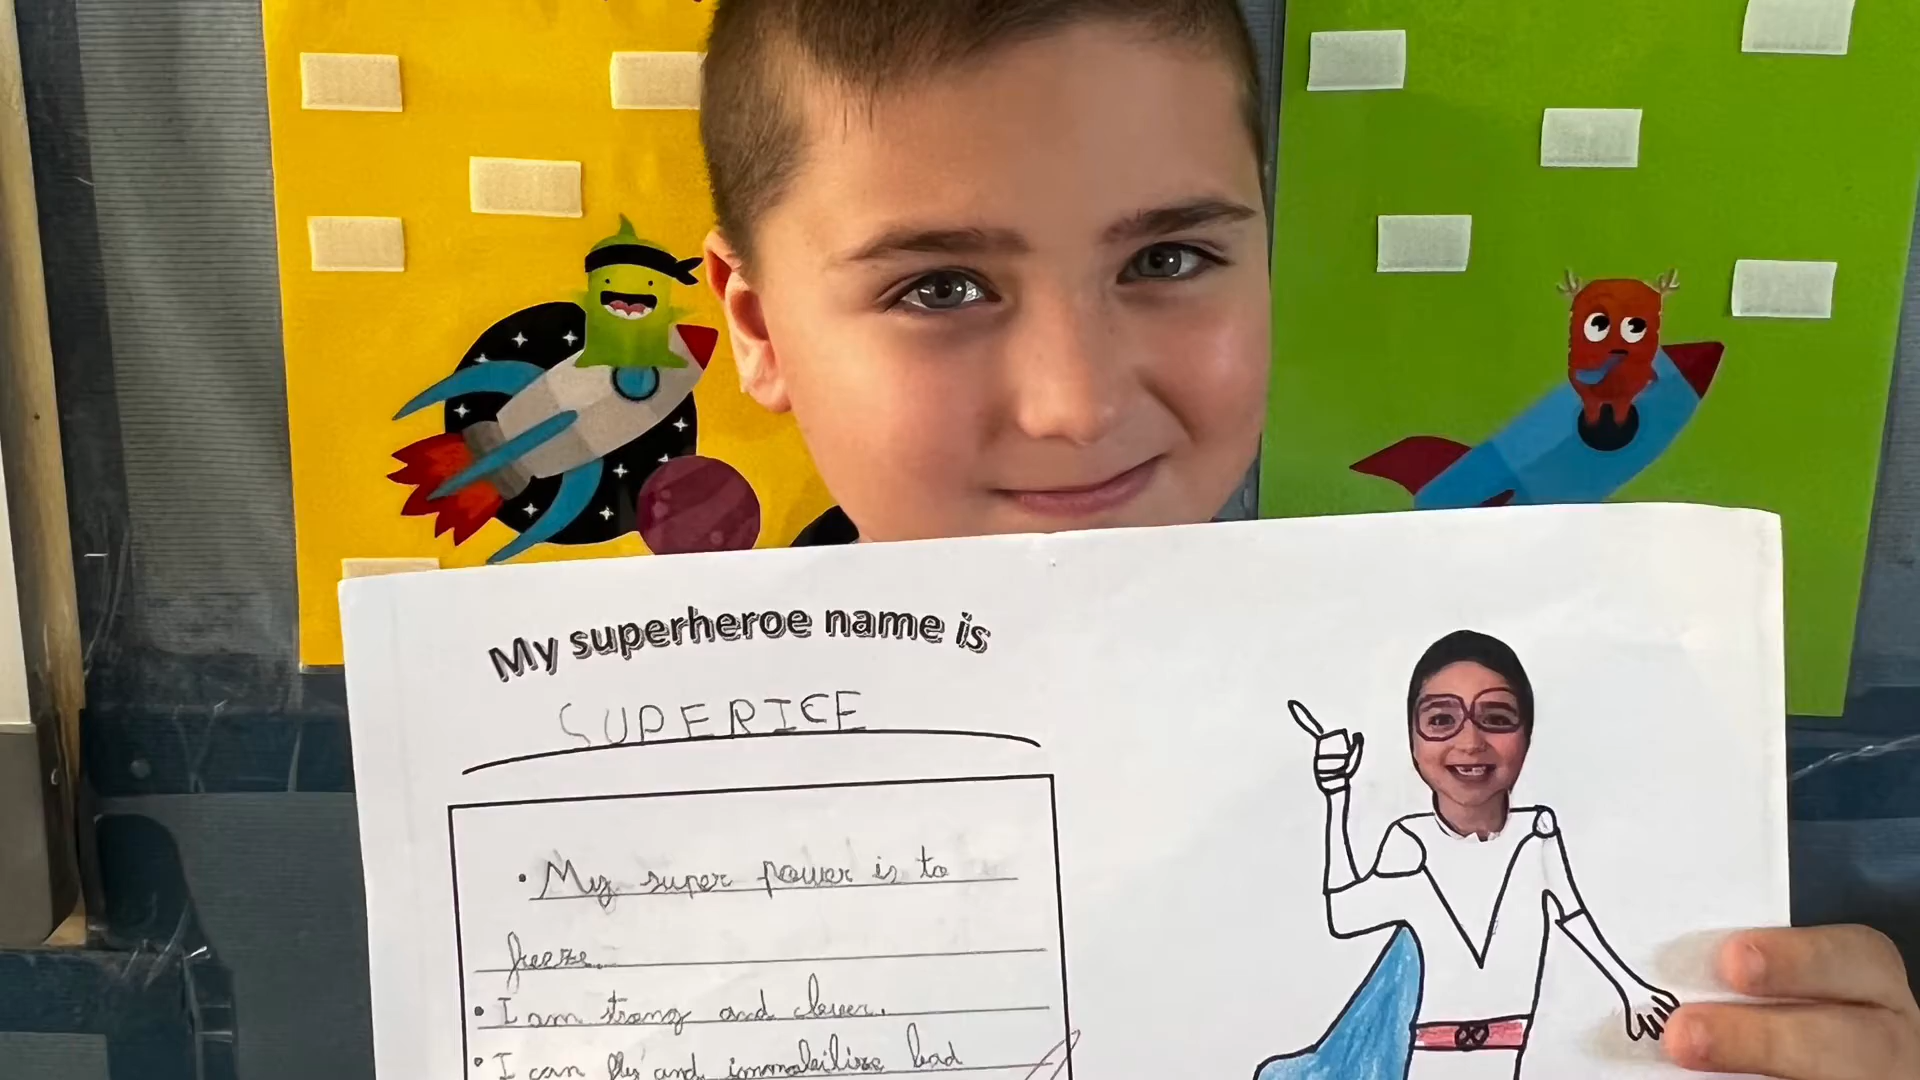 My superheroe name is
SUPERICE
• My super power is to
freeze.
• I am strong and clever.
• I can fly and immobilize bad